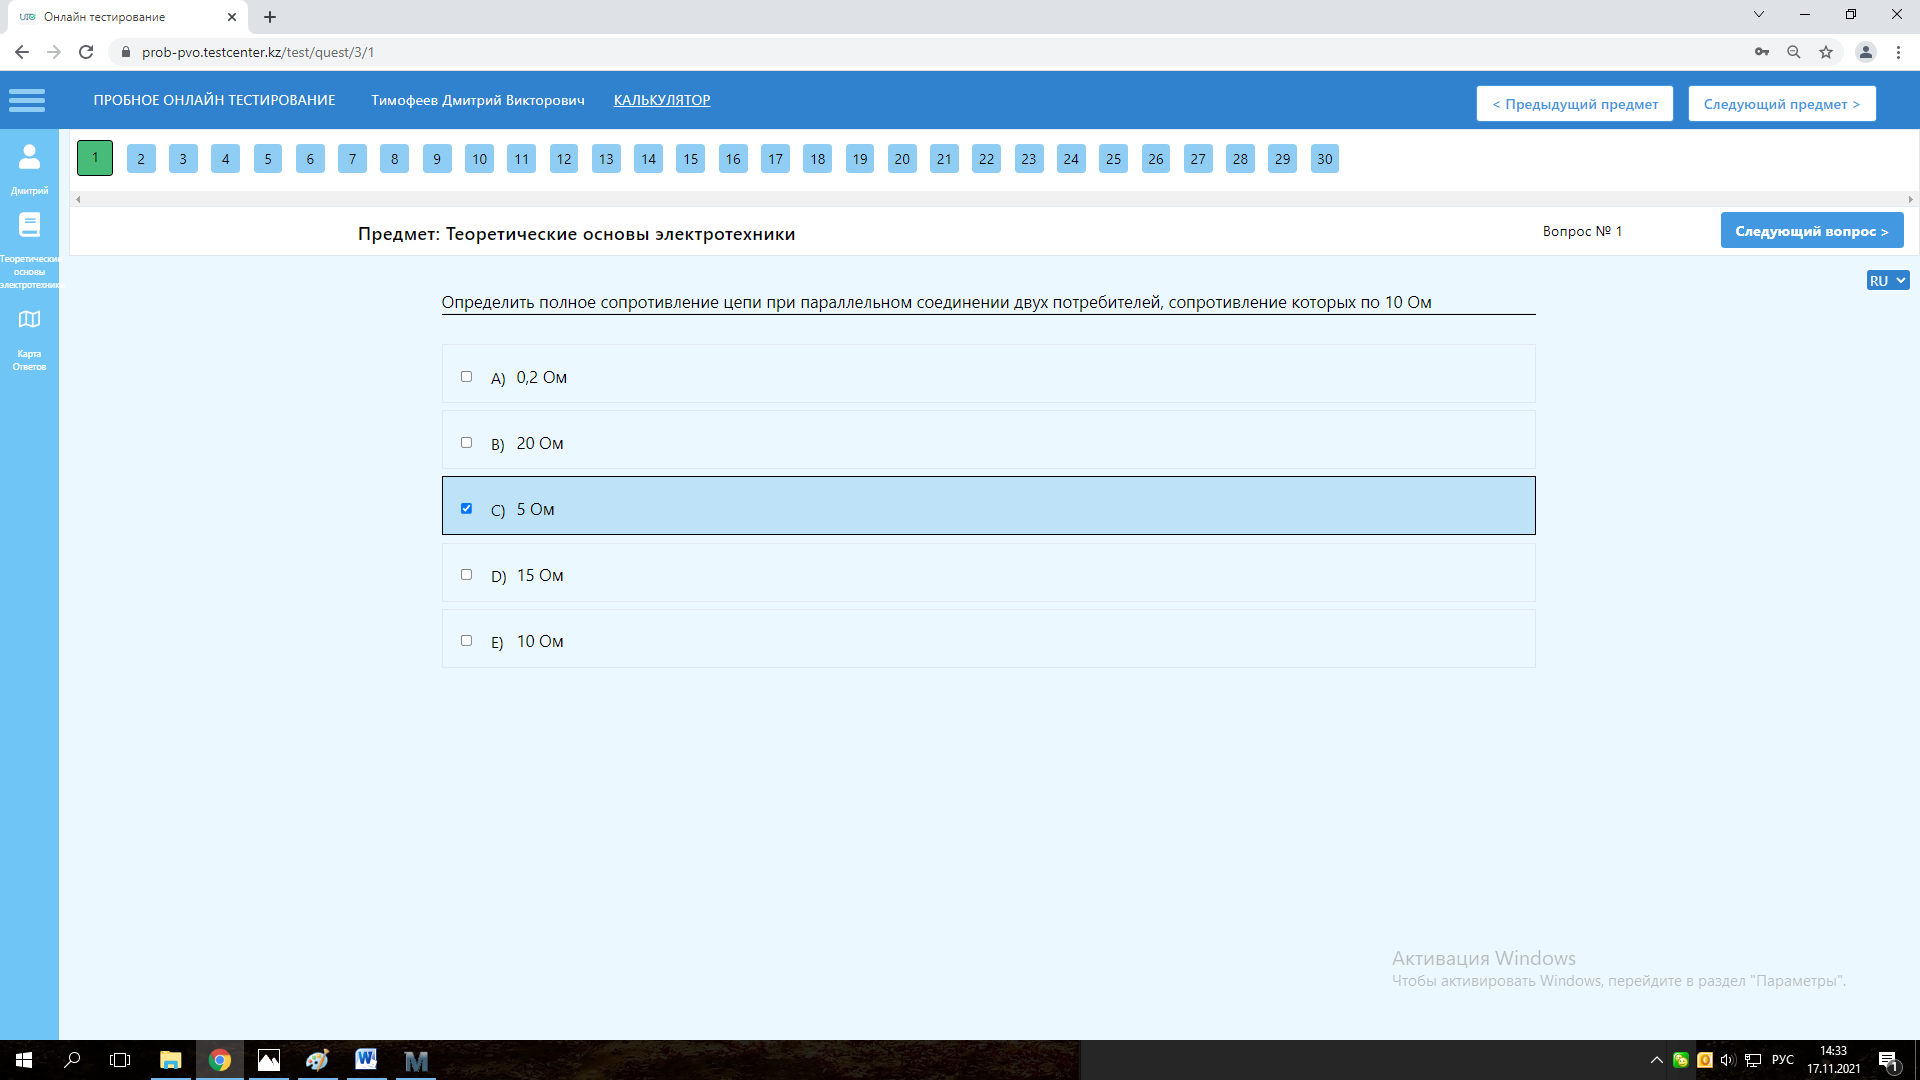 Онлайн тестирование
prob-pvo.testcenter.kz/test/quest/3/1
ПРОБНОЕ ОНЛАЙН ТЕСТИРОВАНИЕ Тимофеев Дмитрий Викторович КАЛЬКУЛЯТОР < Предыдущий предмет Следующий предмет >
1 2 3 4 5 6 7 8 9 10 11 12 13 14 15 16 17 18 19 20 21 22 23 24 25 26 27 28 29 30
Дмитрий
Теоретические
основы
электротехники
Карта
Ответов
Предмет: Теоретические основы электротехники Вопрос № 1 Следующий вопрос >
RU
Определить полное сопротивление цепи при параллельном соединении двух потребителей, сопротивление которых по 10 Ом
A) 0,2 Ом
B) 20 Ом
C) 5 Ом
D) 15 Ом
E) 10 Ом
Активация Windows
Чтобы активировать Windows, перейдите в раздел "Параметры".
РУС
14:33
17.11.2021
1